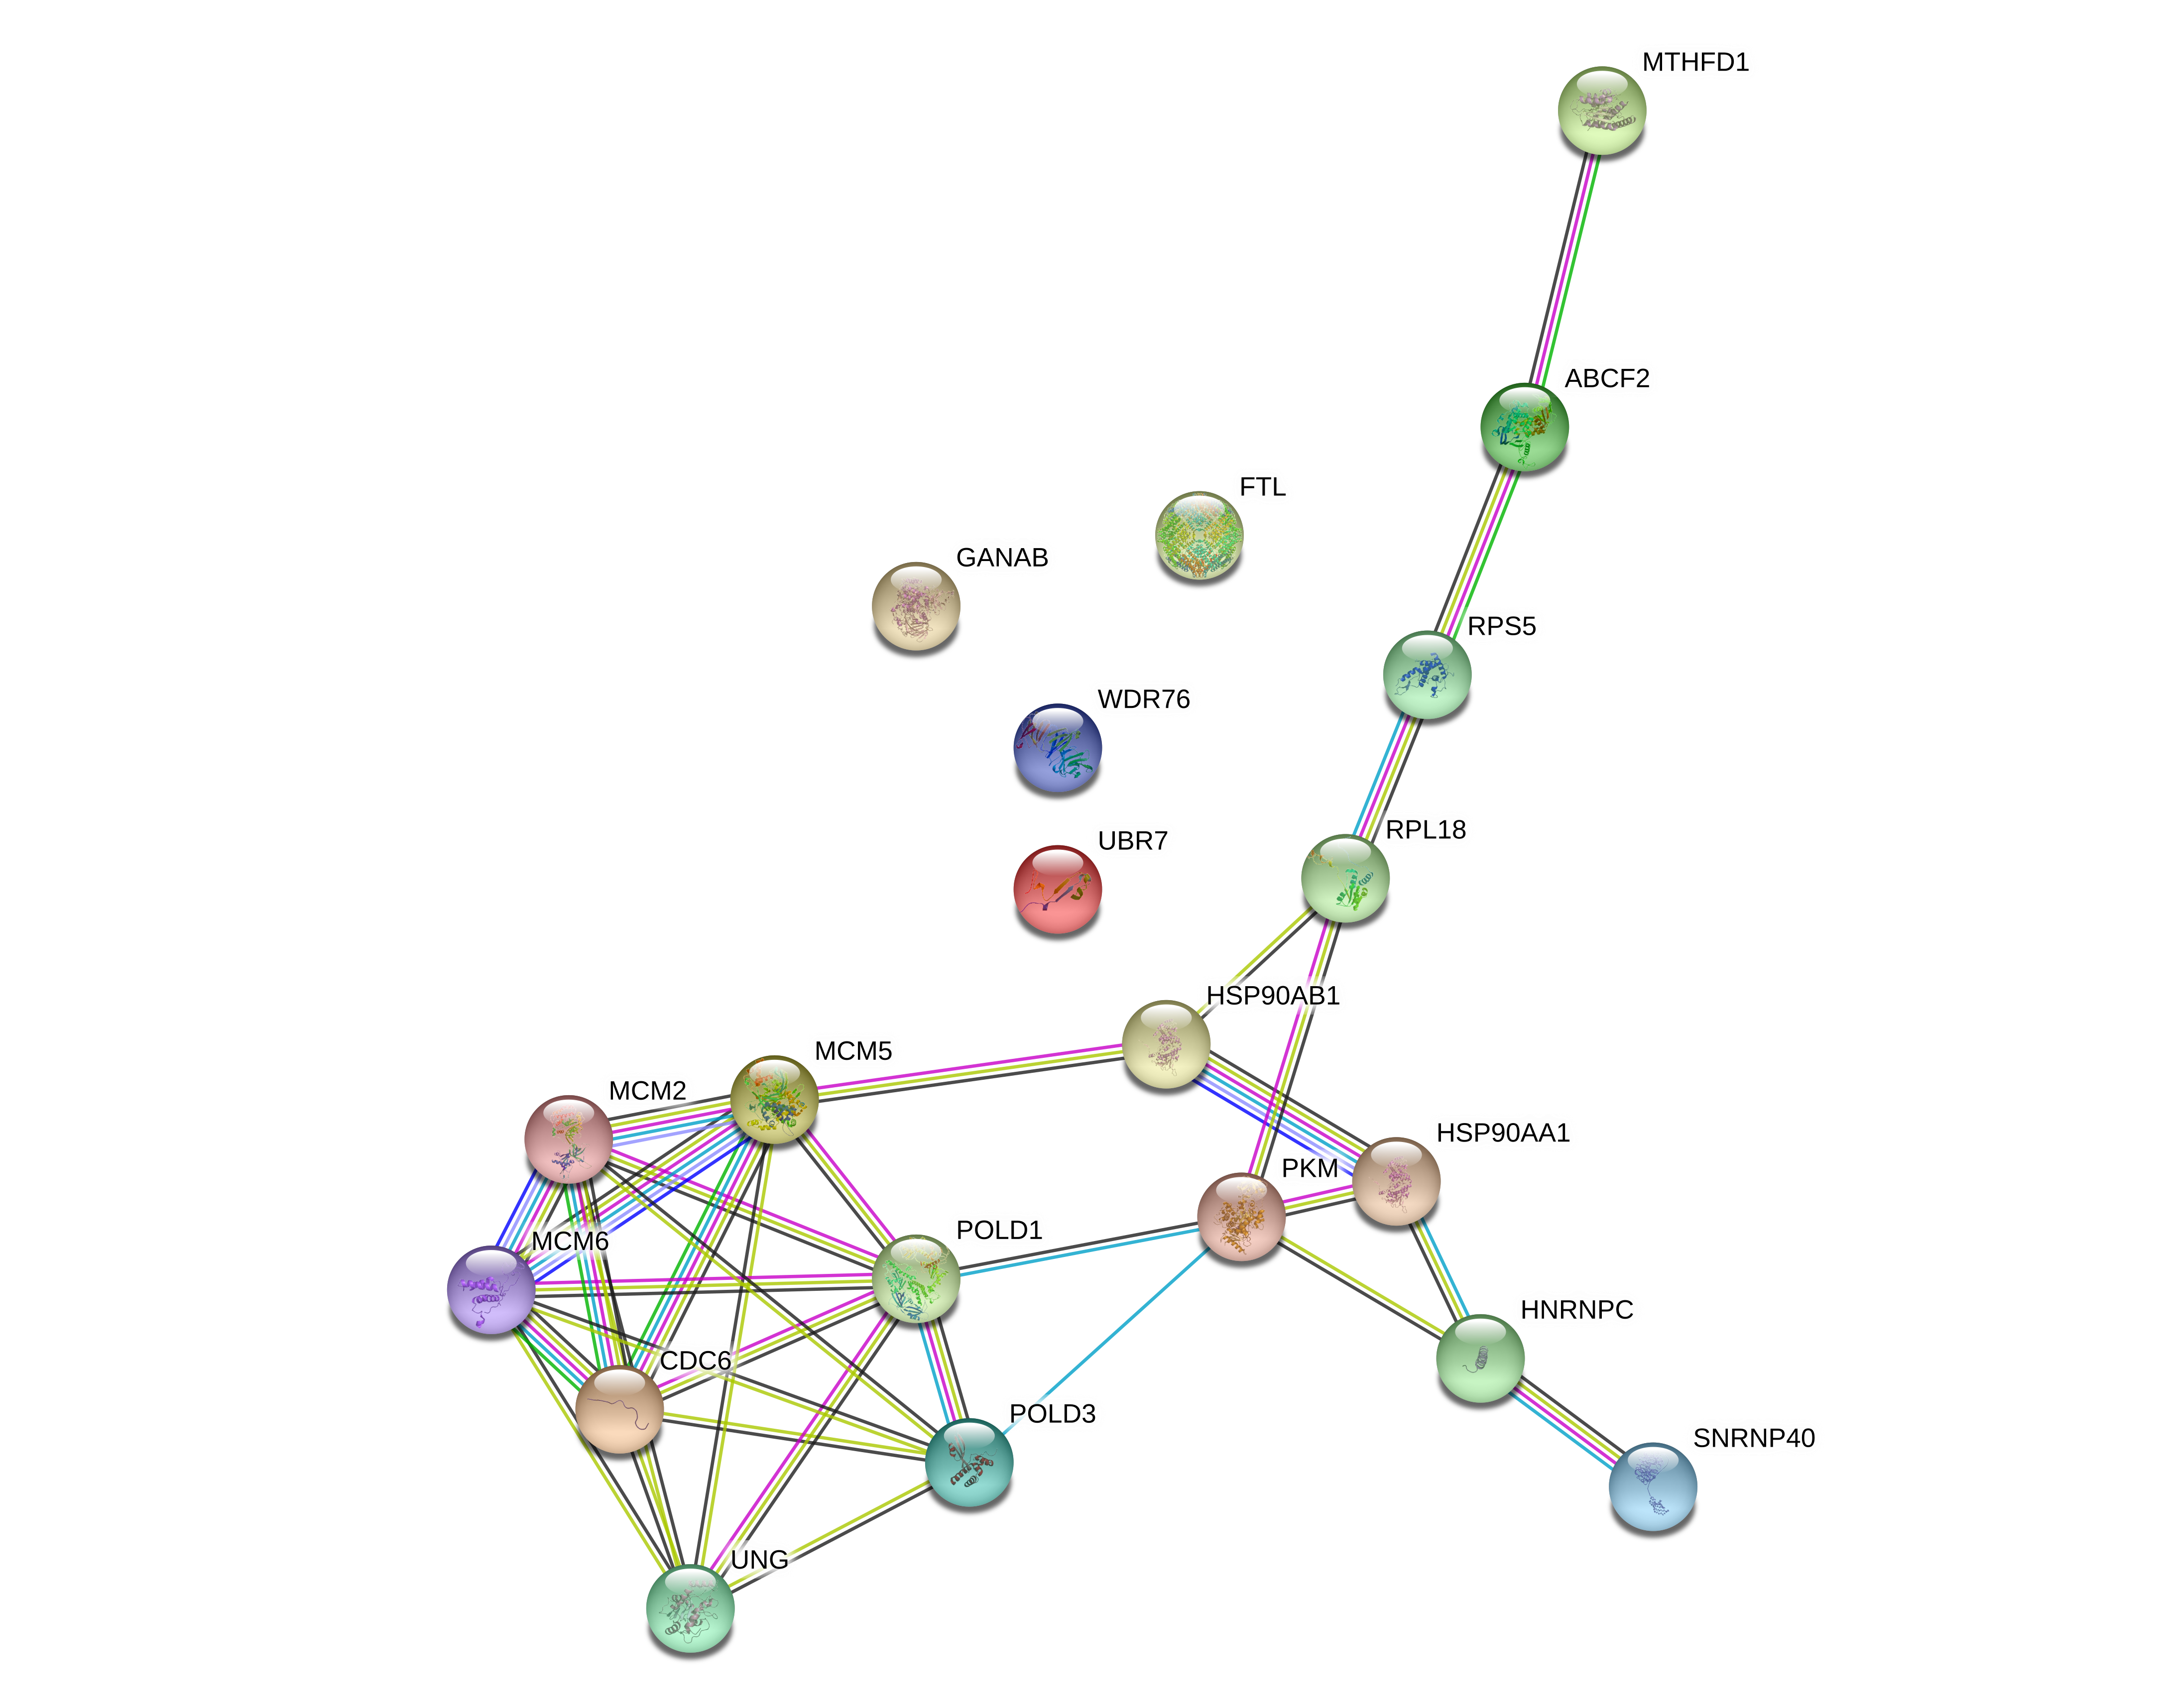 MTHFD1
ABCF2
FTL
GANAB
RPS5
WDR76
RPL18
UBR7
HSP90AB1
MCM5
MCM2
HSP90AA1
PKM
POLD1
MCM6
HNRNPC
CDC6
POLD3
SNRNP40
UNG